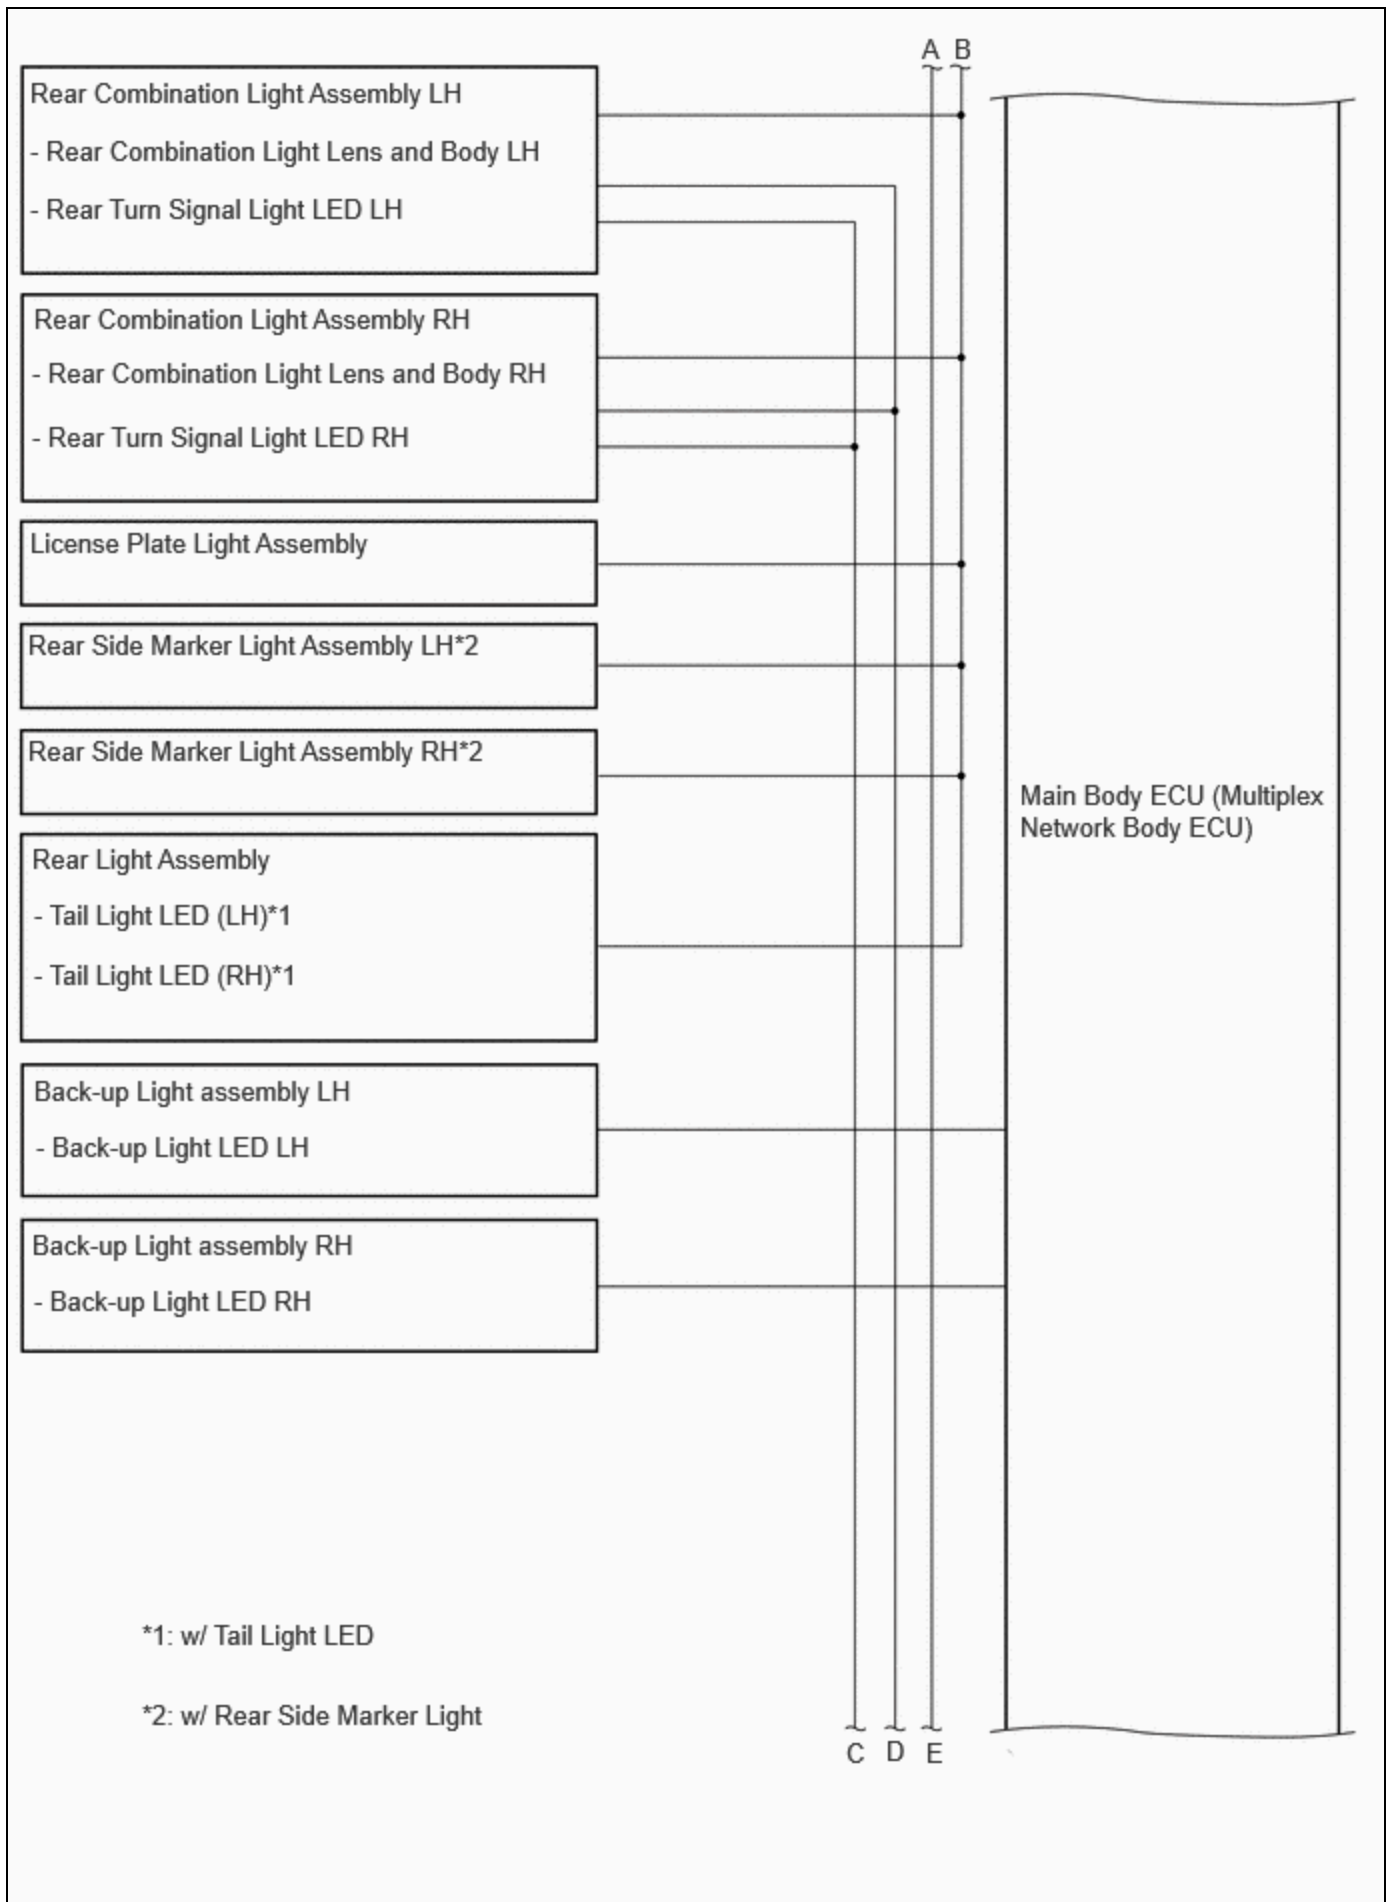 A B
Rear Combination Light Assembly LH
- Rear Combination Light Lens and Body LH
- Rear Turn Signal Light LED LH
Rear Combination Light Assembly RH
- Rear Combination Light Lens and Body RH
- Rear Turn Signal Light LED RH
License Plate Light Assembly
Rear Side Marker Light Assembly LH*2
Rear Side Marker Light Assembly RH*2
Main Body ECU (Multiplex
Network Body ECU)
Rear Light Assembly
- Tail Light LED (LH)*1
- Tail Light LED (RH)*1
Back-up Light assembly LH
- Back-up Light LED LH
Back-up Light assembly RH
- Back-up Light LED RH
*1: w/ Tail Light LED
*2: w/ Rear Side Marker Light
C D E